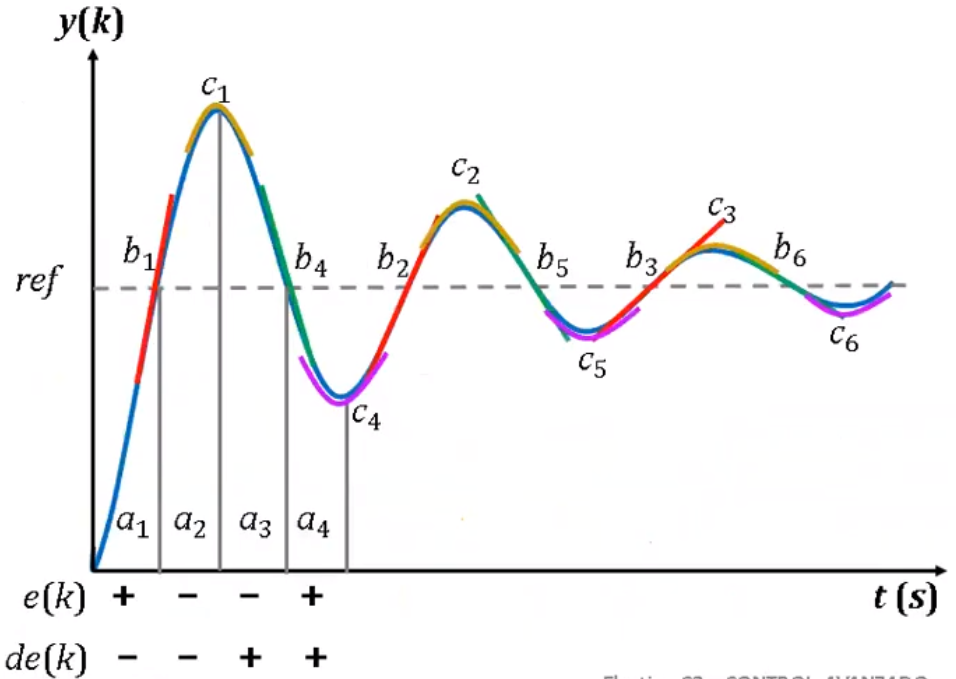 y(k)
c1
c2
c3
b1
b4
b2
b5
b3
b6
ref
c6
c5
c4
a1 a2 a3 a4
e(k) + − − +
t (s)
de(k) − − + +